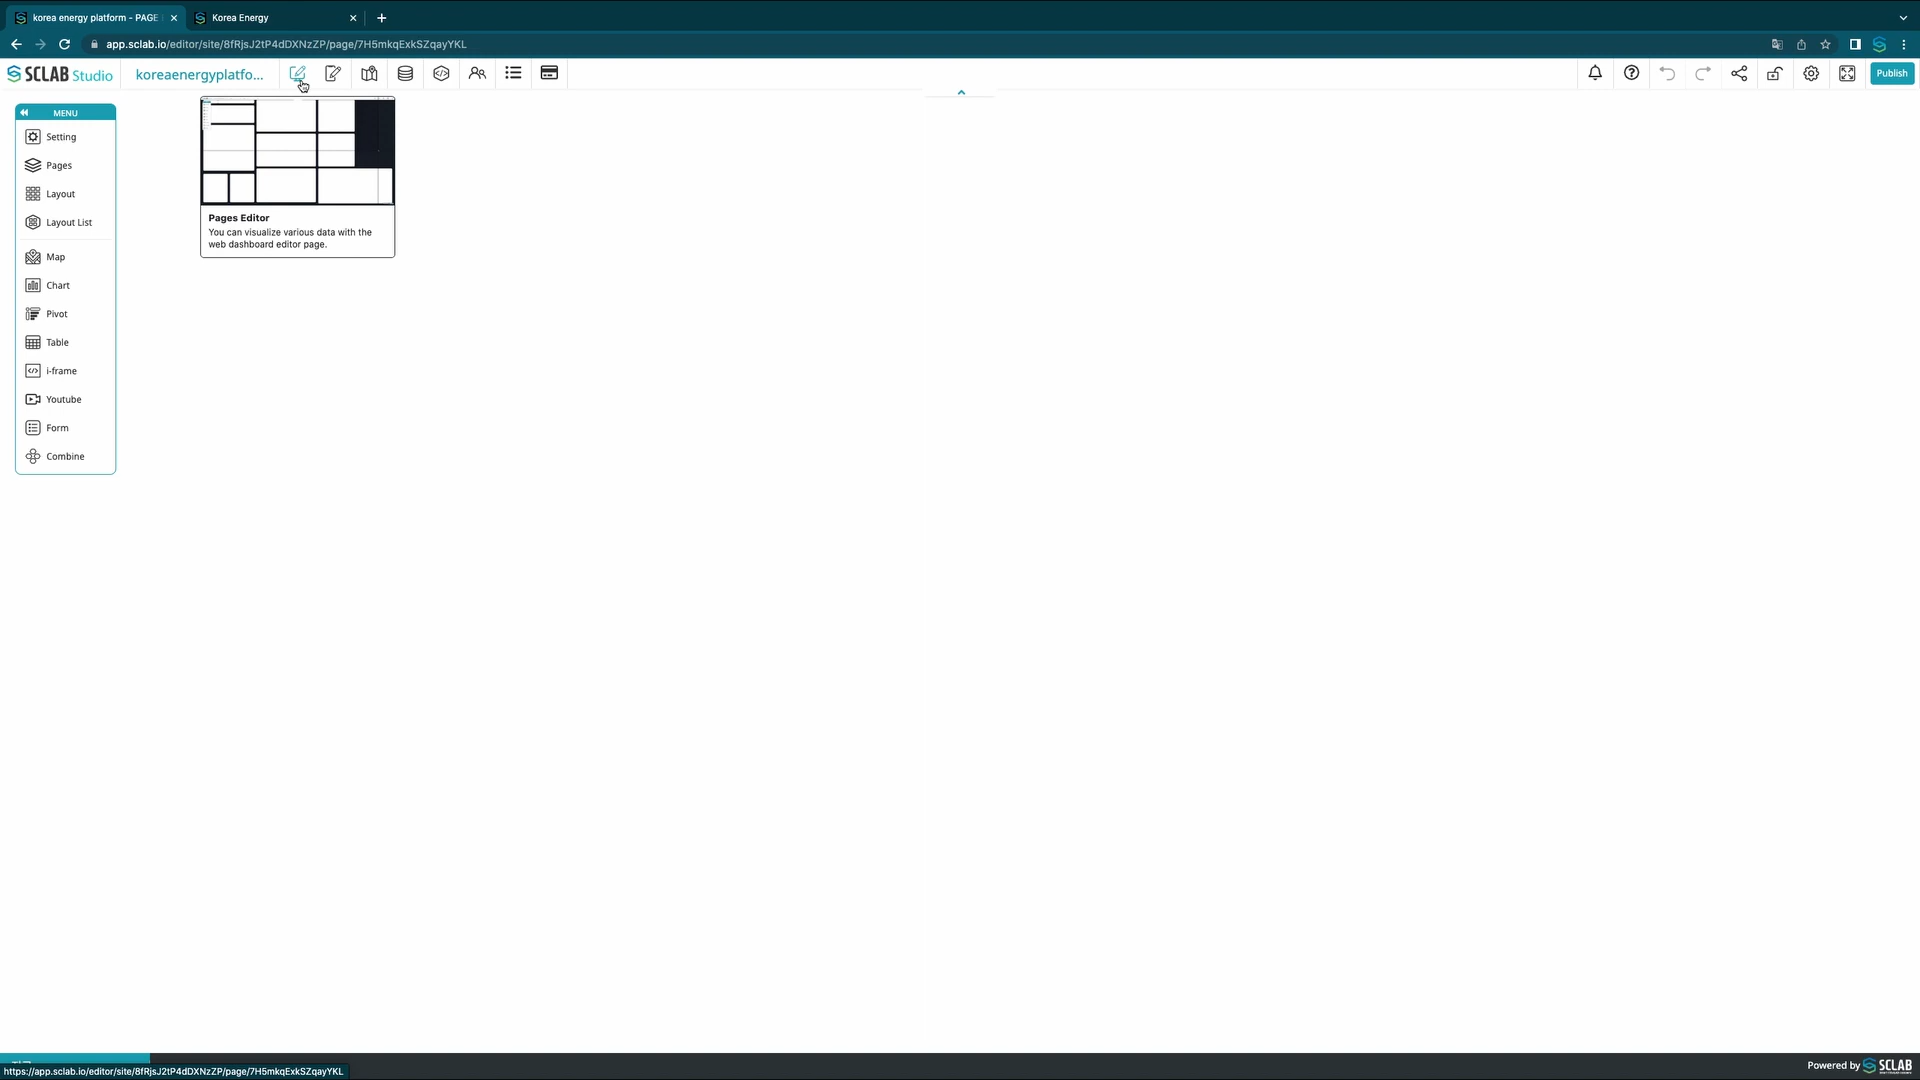 korea energy platform - PAGE
Korea Energy
app.sclab.io/editor/site/8fRjsJ2tP4dDXNzZP/page/7H5mkqExkSZqayYKL
SCLAB Studio
koreaenergyplatfo...
Publish
MENU
Setting
Pages
Layout
Layout List
Map
Chart
Pivot
Table
i-frame
Youtube
Form
Combine
Pages Editor
You can visualize various data with the
web dashboard editor page.
https://app.sclab.io/editor/site/8fRjsJ2tP4dDXNzZP/page/7H5mkqExkSZqayYKL
Powered by SCLAB